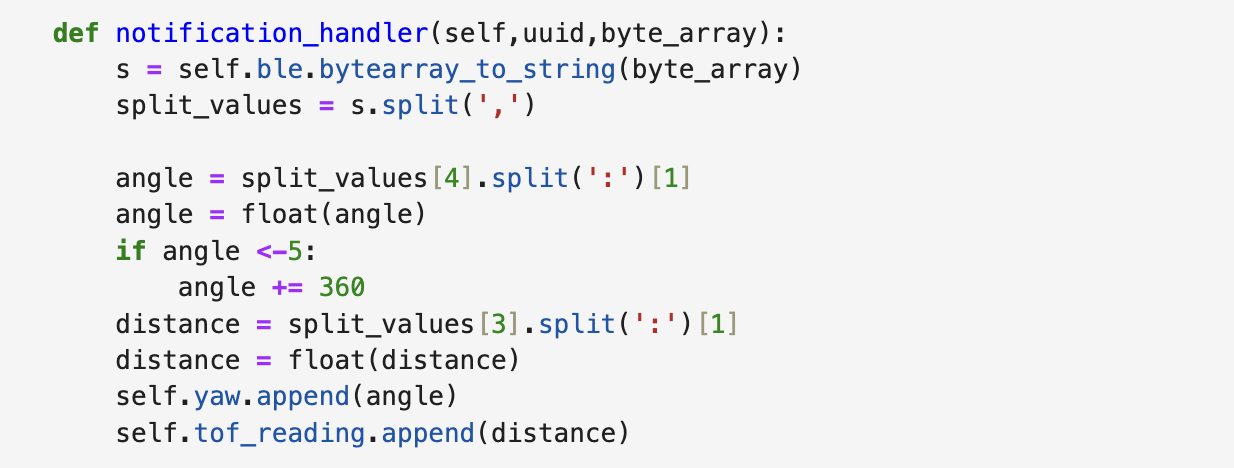 def notification_handler(self,uuid,byte_array):
    s = self.ble.bytearray_to_string(byte_array)
    split_values = s.split(',')

    angle = split_values[4].split(':')[1]
    angle = float(angle)
    if angle <-5:
        angle += 360
    distance = split_values[3].split(':')[1]
    distance = float(distance)
    self.yaw.append(angle)
    self.tof_reading.append(distance)